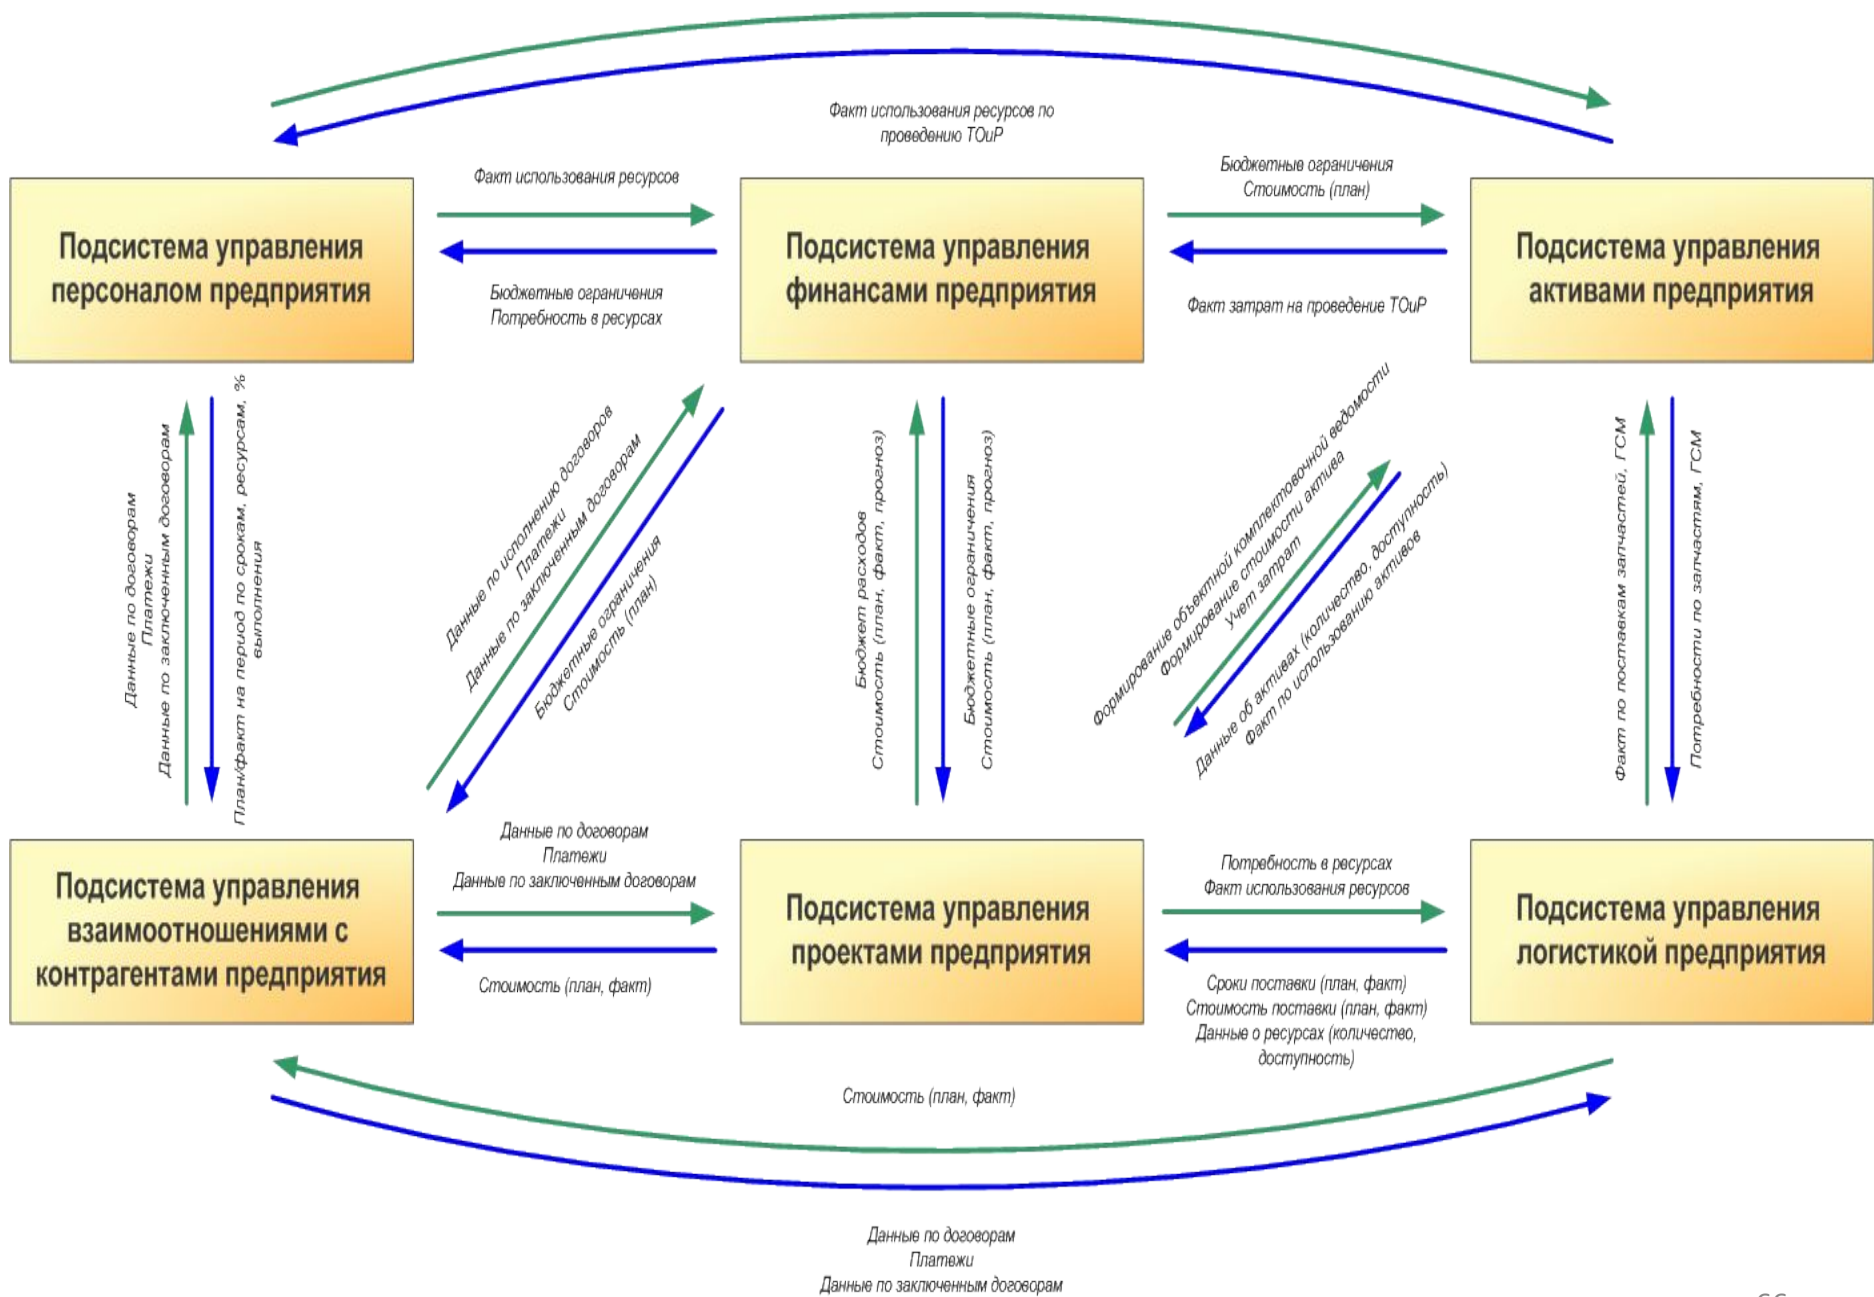 Факт использования ресурсов по
проведению ТОиР
Факт использования ресурсов
Бюджетные ограничения
Стоимость (план)
Подсистема управления
персоналом предприятия
Подсистема управления
финансами предприятия
Подсистема управления
активами предприятия
Бюджетные ограничения
Потребность в ресурсах
Факт затрат на проведение ТОиР
Данные по договорам
Платежи
Данные по заключенным договорам
План/факт на период по срокам, ресурсам, %
выполнения
Данные по исполнению договоров
Платежи
Данные по заключенным договорам
Бюджетные ограничения
Стоимость (план)
Бюджет расходов
Стоимость (план, факт, прогноз)
Бюджетные ограничения
Стоимость (план, факт, прогноз)
Формирование объектной комплектовочной ведомости
Формирование стоимости актива
Учет затрат
Данные об активах (количество, доступность)
Факт по использованию активов
Факт по поставкам запчастей, ГСМ
Потребности по запчастям, ГСМ
Подсистема управления
взаимоотношениями с
контрагентами предприятия
Данные по договорам
Платежи
Данные по заключенным договорам
Стоимость (план, факт)
Подсистема управления
проектами предприятия
Потребность в ресурсах
Факт использования ресурсов
Сроки поставки (план, факт)
Стоимость поставки (план, факт)
Данные о ресурсах (количество,
доступность)
Подсистема управления
логистикой предприятия
Стоимость (план, факт)
Данные по договорам
Платежи
Данные по заключенным договорам